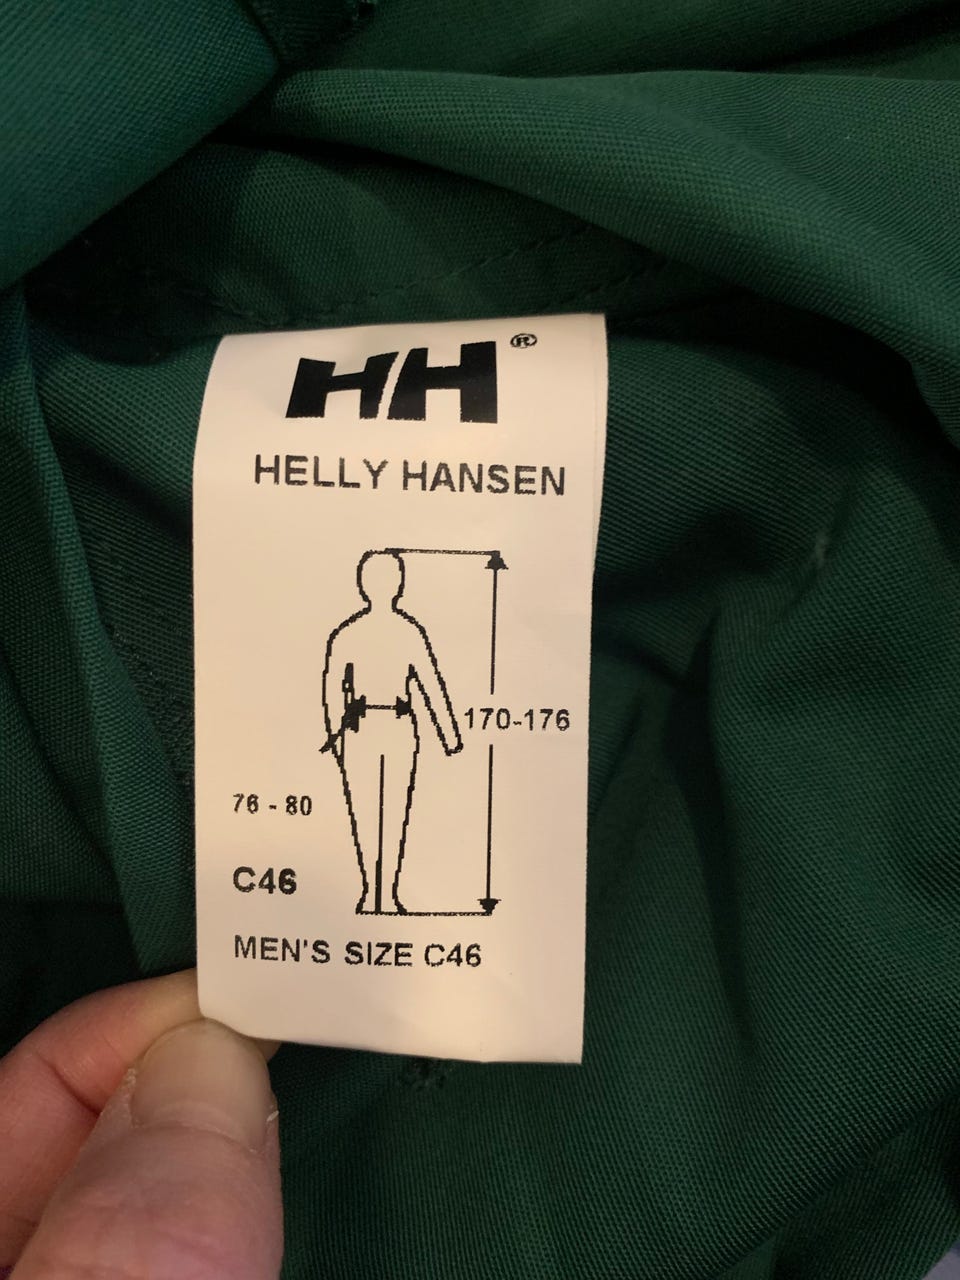 HH®
HELLY HANSEN
170-176
76 - 80
C46
MEN'S SIZE C46